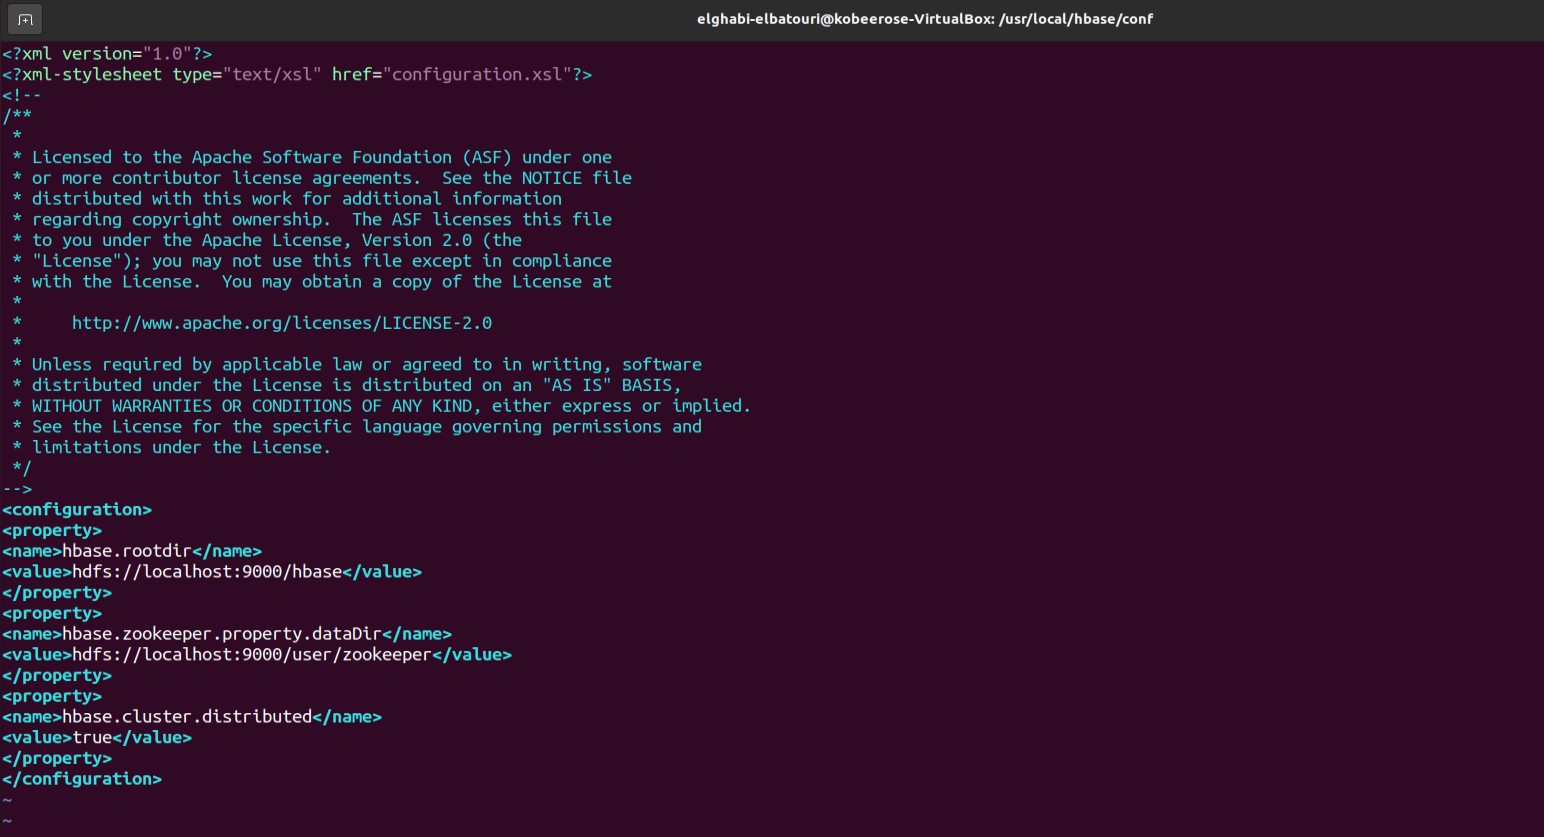 elghabi-elbatouri@kobeerose-VirtualBox: /usr/local/hbase/conf
<?xml version="1.0"?>
<?xml-stylesheet type="text/xsl" href="configuration.xsl"?>
<!--
/**
 *
 * Licensed to the Apache Software Foundation (ASF) under one
 * or more contributor license agreements.  See the NOTICE file
 * distributed with this work for additional information
 * regarding copyright ownership.  The ASF licenses this file
 * to you under the Apache License, Version 2.0 (the
 * "License"); you may not use this file except in compliance
 * with the License.  You may obtain a copy of the License at
 *
 *     http://www.apache.org/licenses/LICENSE-2.0
 *
 * Unless required by applicable law or agreed to in writing, software
 * distributed under the License is distributed on an "AS IS" BASIS,
 * WITHOUT WARRANTIES OR CONDITIONS OF ANY KIND, either express or implied.
 * See the License for the specific language governing permissions and
 * limitations under the License.
 */
-->
<configuration>
<property>
<name>hbase.rootdir</name>
<value>hdfs://localhost:9000/hbase</value>
</property>
<property>
<name>hbase.zookeeper.property.dataDir</name>
<value>hdfs://localhost:9000/user/zookeeper</value>
</property>
<property>
<name>hbase.cluster.distributed</name>
<value>true</value>
</property>
</configuration>
~
~